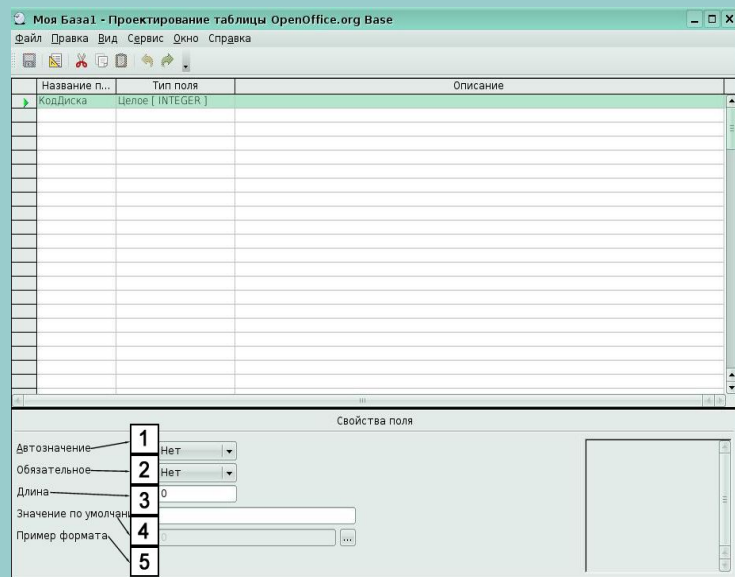 Моя База1 - Проектирование таблицы OpenOffice.org Base
Файл Правка Вид Сервис Окно Справка
Название п... Тип поля Описание
КодДиска Целое [ INTEGER ]
Свойства поля
Автозначение 1 Нет
Обязательное 2 Нет
Длина 3 0
Значение по умолчани 4
Пример формата 0 ...
5